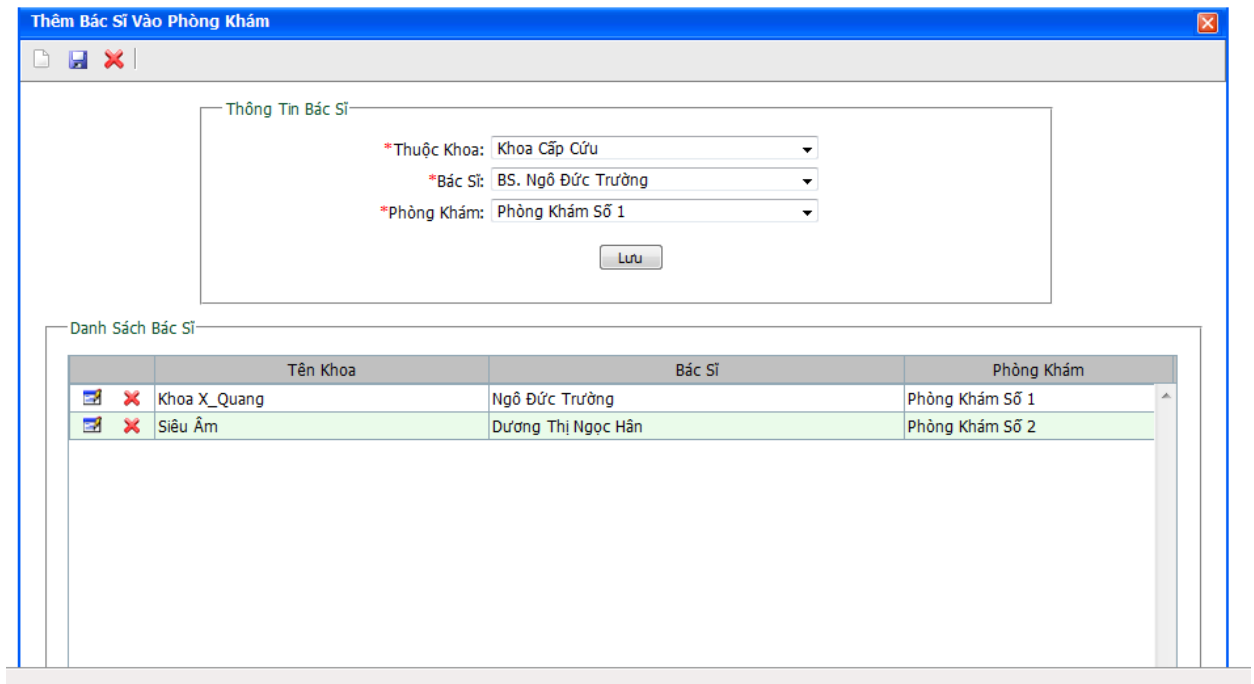 Thêm Bác Sĩ Vào Phòng Khám
Thông Tin Bác Sĩ
*Thuộc Khoa: Khoa Cấp Cứu
*Bác Sĩ: BS. Ngô Đức Trường
*Phòng Khám: Phòng Khám Số 1
Lưu
Danh Sách Bác Sĩ
Tên Khoa Bác Sĩ Phòng Khám
Khoa X_Quang Ngô Đức Trường Phòng Khám Số 1
Siêu Âm Dương Thị Ngọc Hân Phòng Khám Số 2